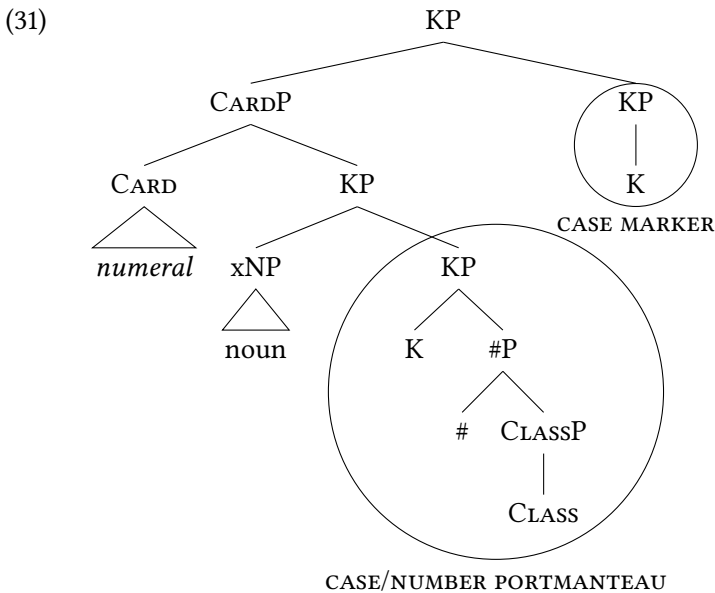 (31)
KP
CARDP
KP
CARD
KP
K
CASE MARKER
numeral
xNP
KP
noun
K
#P
#
CLASSP
CLASS
CASE/NUMBER PORTMANTEAU